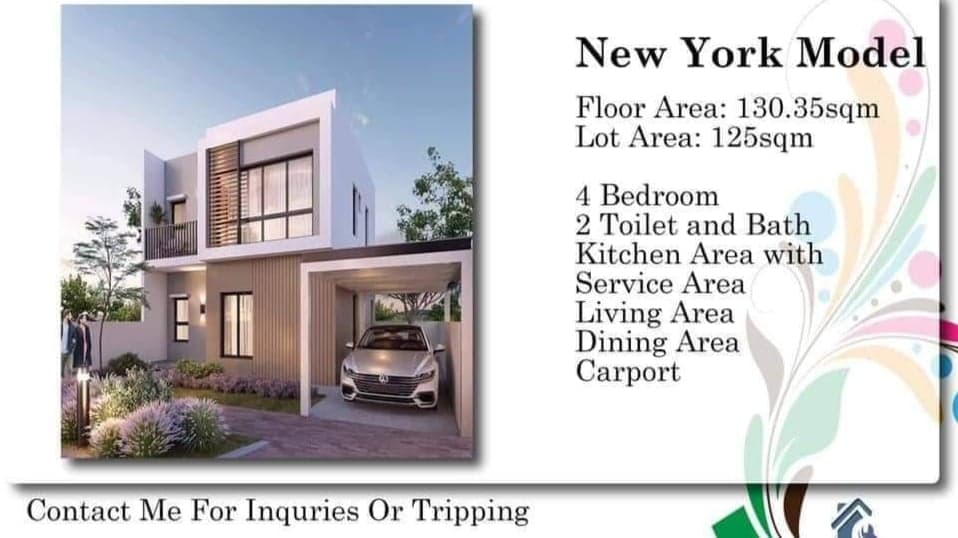 New York Model
Floor Area: 130.35sqm
Lot Area: 125sqm
4 Bedroom
2 Toilet and Bath
Kitchen Area with
Service Area
Living Area
Dining Area
Carport
Contact Me For Inquries Or Tripping